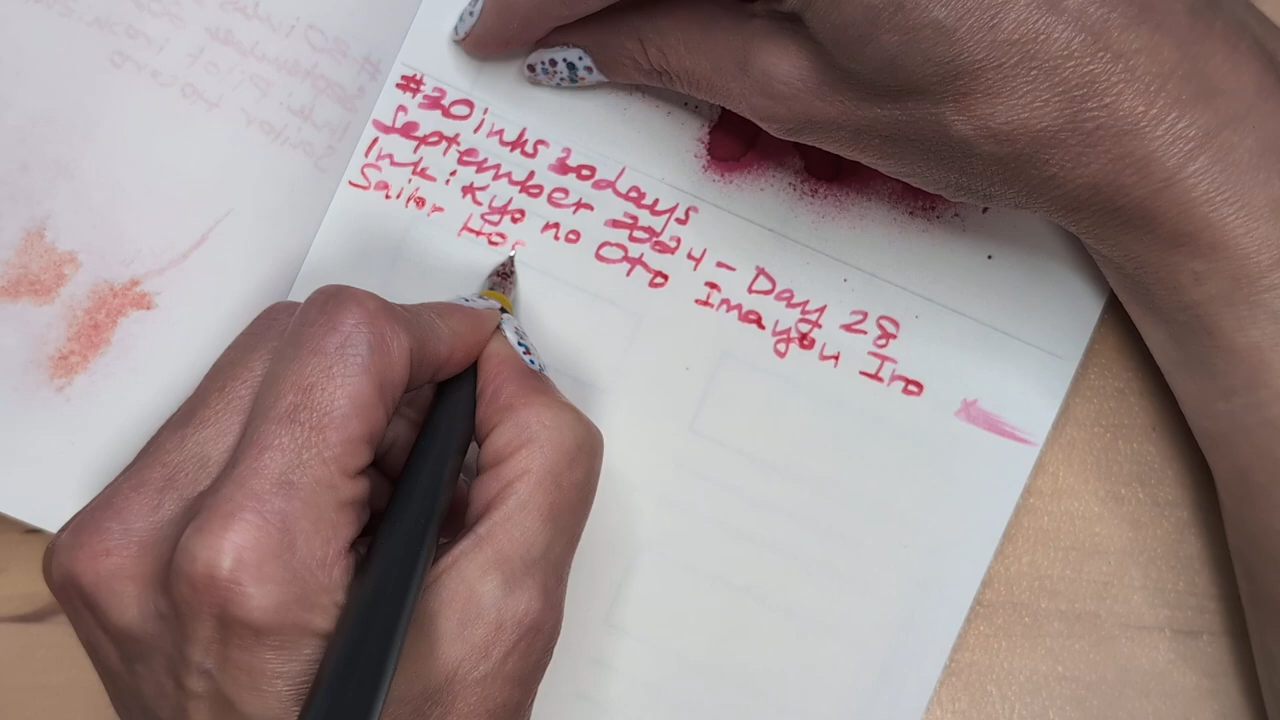 #30inks30days
September 2024 - Day 28
Ink: Kyo no Oto Imayou Iro
Sailor Hoc